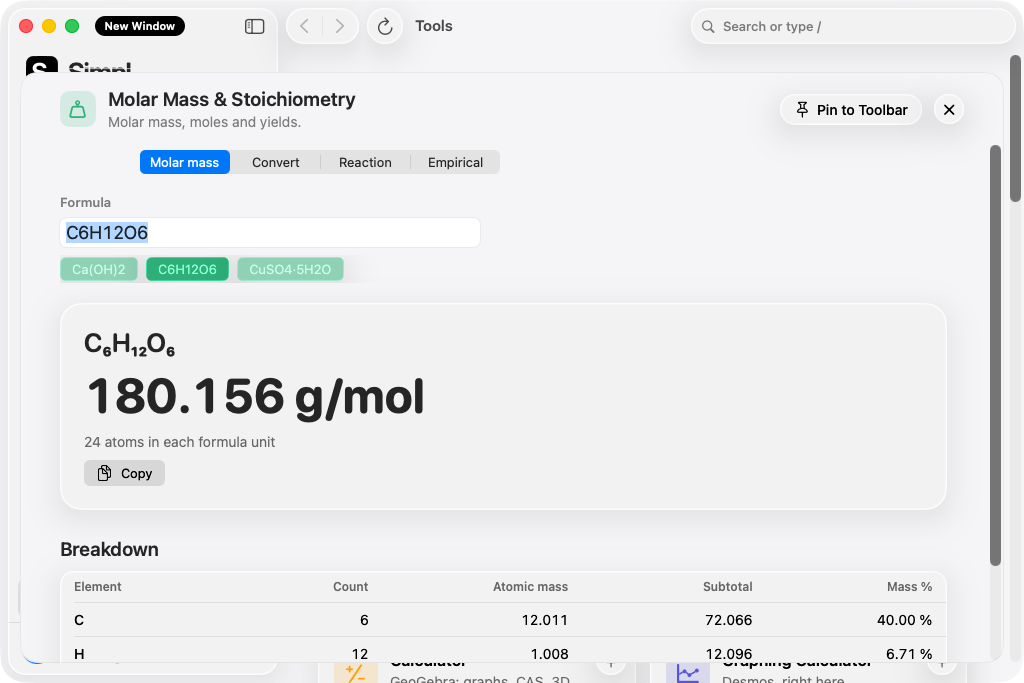 New Window
Tools
Search or type /
Simpl
Molar Mass & Stoichiometry
Molar mass, moles and yields.
Pin to Toolbar
Molar mass
Convert
Reaction
Empirical
Formula
C6H12O6
Ca(OH)2
C6H12O6
CuSO4·5H2O
C₆H₁₂O₆
180.156 g/mol
24 atoms in each formula unit
Copy
Breakdown
Element Count Atomic mass Subtotal Mass %
C 6 12.011 72.066 40.00 %
H 12 1.008 12.096 6.71 %
Calculator
GeoGebra: graphs, CAS, 3D
Graphing Calculator
Desmos, right here